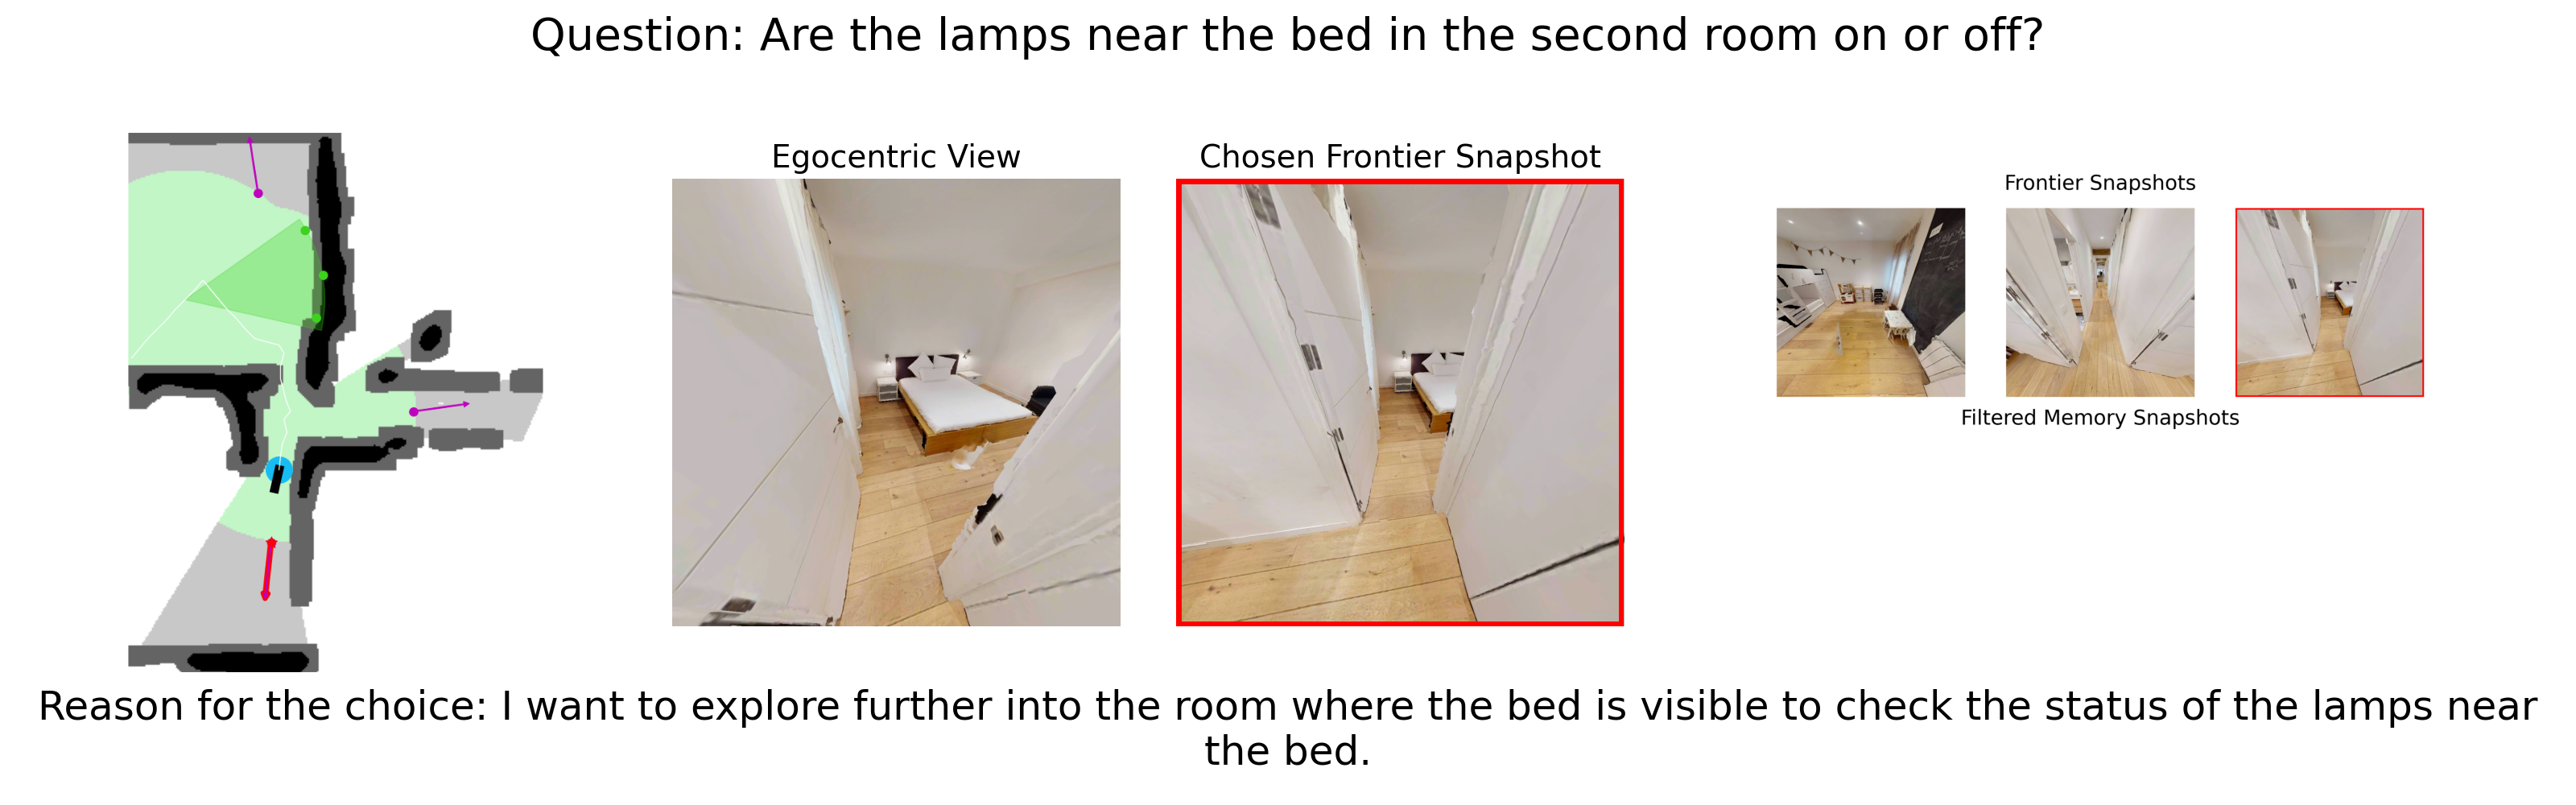 Question: Are the lamps near the bed in the second room on or off?
Egocentric View
Chosen Frontier Snapshot
Frontier Snapshots
Filtered Memory Snapshots
Reason for the choice: I want to explore further into the room where the bed is visible to check the status of the lamps near
the bed.